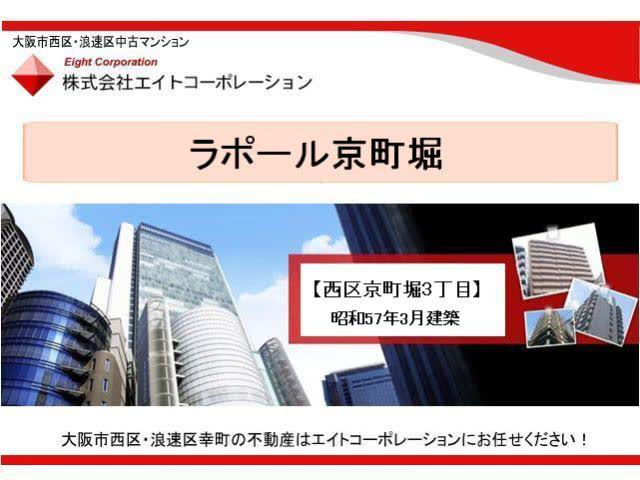 大阪市西区・浪速区中古マンション
Eight Corporation
株式会社エイトコーポレーション
ラポール京町堀
【西区京町堀3丁目】
昭和57年3月建築
大阪市西区・浪速区幸町の不動産はエイトコーポレーションにお任せください！